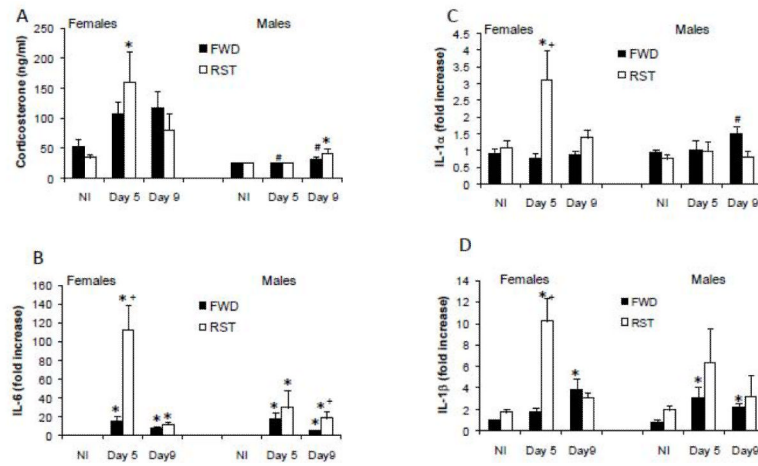 A
Females
Males
FWD
RST
Corticosterone (ng/ml)
250
200
150
100
50
0
*
#
#
*
NI
Day 5
Day 9
NI
Day 5
Day 9
B
Females
Males
FWD
RST
IL-6 (fold increase)
160
140
120
100
80
60
40
20
0
*
*+
*
*
*
*
*
*+
NI
Day 5
Day9
NI
Day 5
Day9
C
Females
Males
FWD
RST
IL-1α (fold increase)
4.5
4
3.5
3
2.5
2
1.5
1
0.5
0
*+
#
NI
Day 5
Day 9
NI
Day 5
Day 9
D
Females
Males
FWD
RST
IL-1β (fold increase)
14
12
10
8
6
4
2
0
*+
*
*
*
NI
Day 5
Day 9
NI
Day 5
Day 9